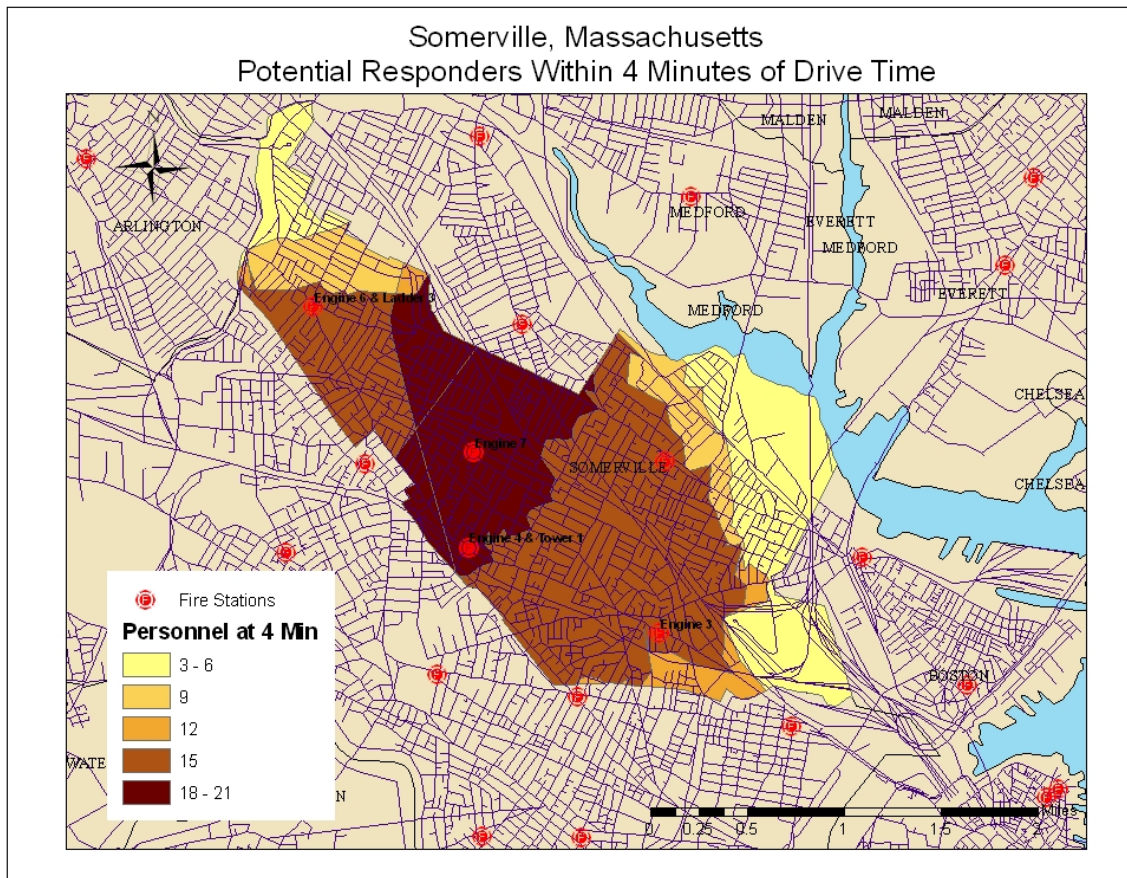 Somerville, Massachusetts
Potential Responders Within 4 Minutes of Drive Time
N
MALDEN
MALDEN
MEDFORD
ARLINGTON
EVERETT
MEDFORD
EVERETT
Engine 6 & Ladder 3
MEDFORD
CHELSEA
Engine 7
SOMERVILLE
CHELSEA
Engine 4 & Tower 1
F Fire Stations
Personnel at 4 Min
3 - 6
9
12
15
18 - 21
Engine 3
BOSTON
WATE
N
0 0.25 0.5 1 1.5 2
Miles